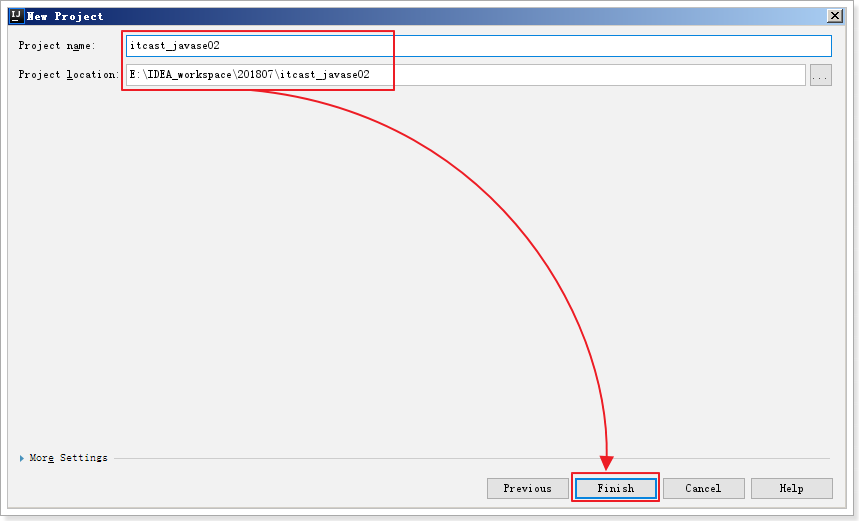 IJ New Project
Project name: itcast_javase02
Project location: E:\IDEA_workspace\201807\itcast_javase02 ...
More Settings
Previous Finish Cancel Help